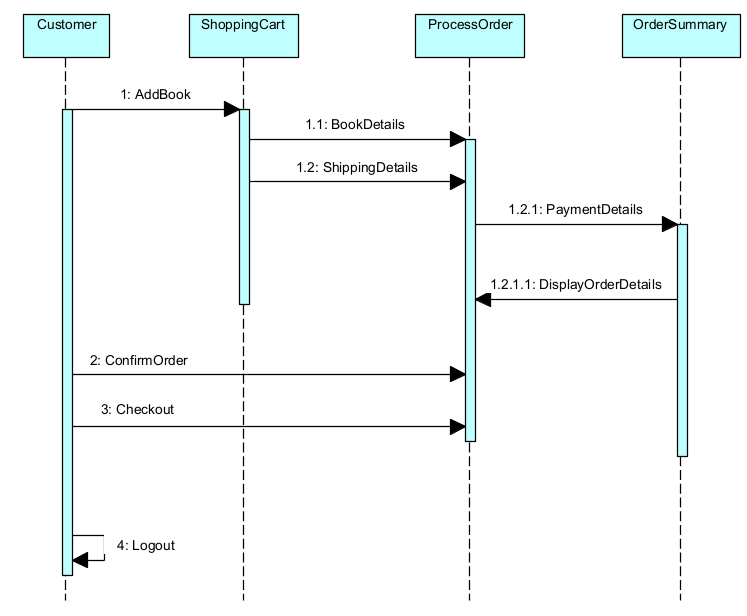 Customer
ShoppingCart
ProcessOrder
OrderSummary
1: AddBook
1.1: BookDetails
1.2: ShippingDetails
1.2.1: PaymentDetails
1.2.1.1: DisplayOrderDetails
2: ConfirmOrder
3: Checkout
4: Logout